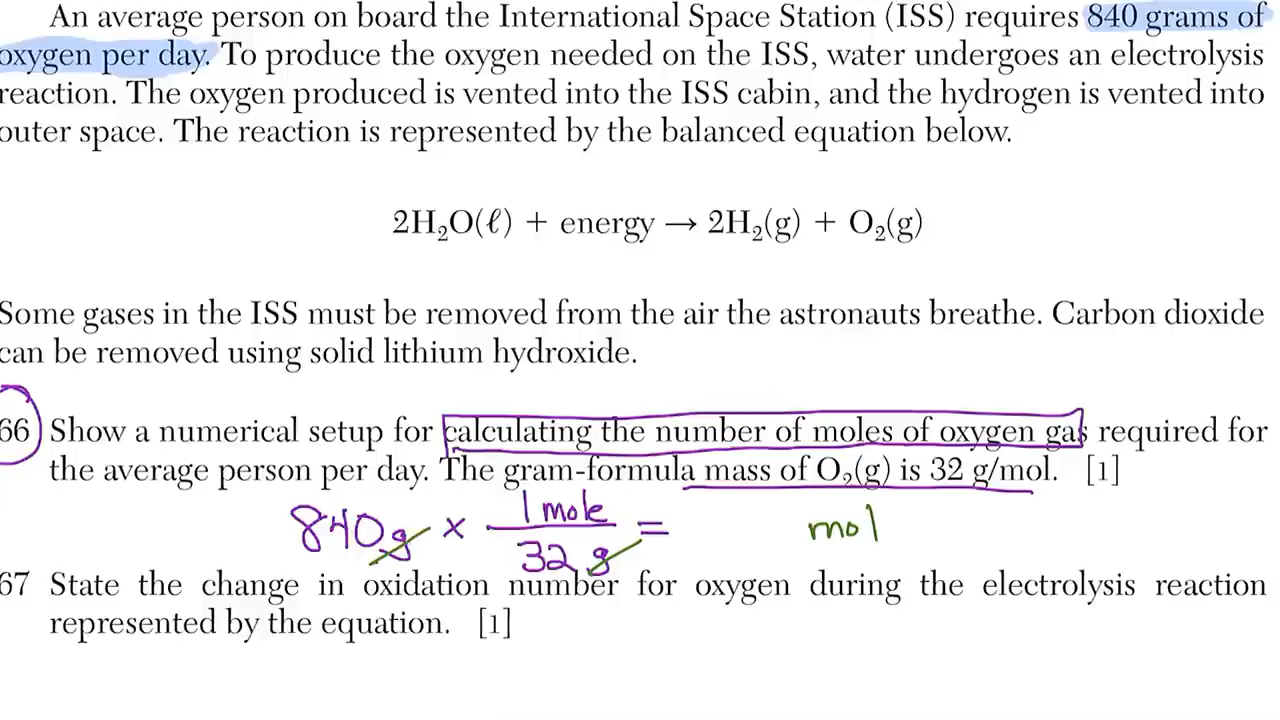 An average person on board the International Space Station (ISS) requires 840 grams of
oxygen per day. To produce the oxygen needed on the ISS, water undergoes an electrolysis
reaction. The oxygen produced is vented into the ISS cabin, and the hydrogen is vented into
outer space. The reaction is represented by the balanced equation below.
2H₂O(ℓ) + energy → 2H₂(g) + O₂(g)
Some gases in the ISS must be removed from the air the astronauts breathe. Carbon dioxide
can be removed using solid lithium hydroxide.
66 Show a numerical setup for calculating the number of moles of oxygen gas required for
the average person per day. The gram-formula mass of O₂(g) is 32 g/mol. [1]
840g × 1 mole / 32 g = mol
67 State the change in oxidation number for oxygen during the electrolysis reaction
represented by the equation. [1]